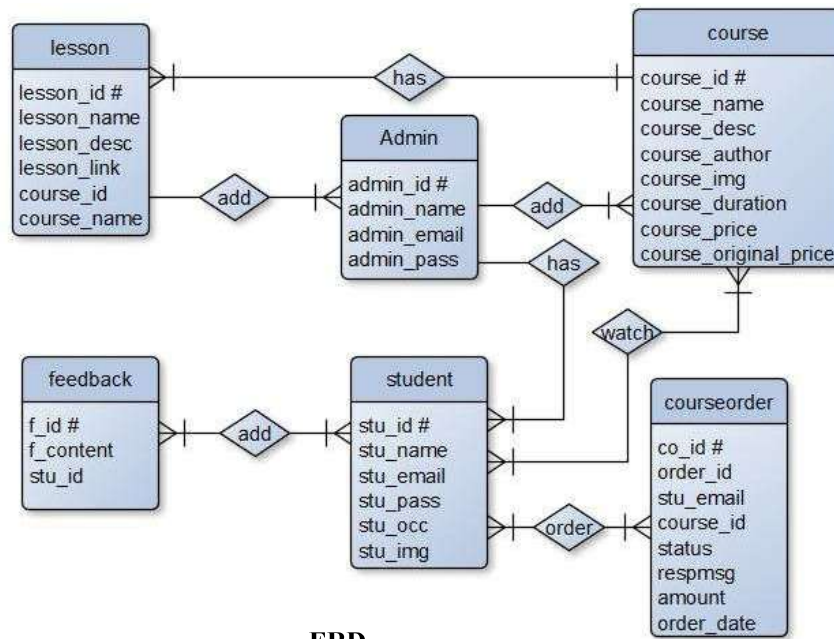 lesson
lesson_id #
lesson_name
lesson_desc
lesson_link
course_id
course_name
has
course
course_id #
course_name
course_desc
course_author
course_img
course_duration
course_price
course_original_price
add
Admin
admin_id #
admin_name
admin_email
admin_pass
add
has
watch
feedback
f_id #
f_content
stu_id
add
student
stu_id #
stu_name
stu_email
stu_pass
stu_occ
stu_img
order
courseorder
co_id #
order_id
stu_email
course_id
status
respmsg
amount
order_date